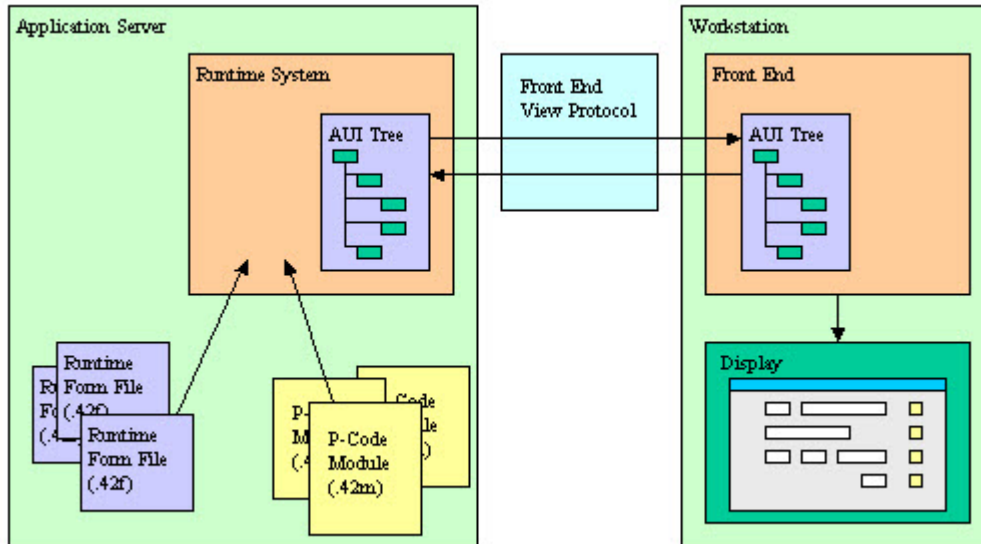 Application Server
Runtime System
AUI Tree
Front End
View Protocol
Workstation
Front End
AUI Tree
Display
Runtime
Form File
(.42f)
Runtime
Form File
(.42f)
P-Code
Module
(.42m)